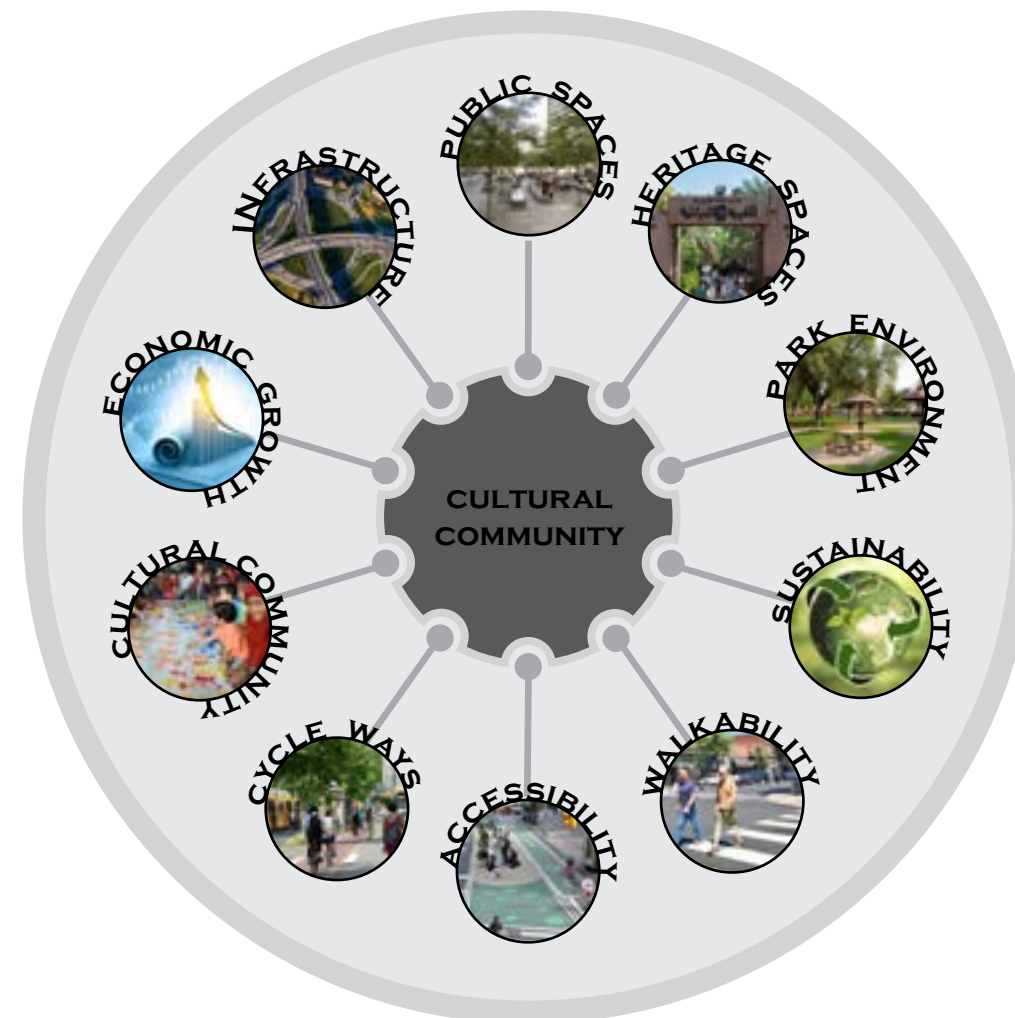 PUBLIC SPACES
HERITAGE SPACES
PARK ENVIRONMENT
SUSTAINABILITY
WALKABILITY
ACCESSIBILITY
CYCLE WAYS
CULTURAL COMMUNITY
ECONOMIC GROWTH
INFRASTRUCTURE
CULTURAL
COMMUNITY